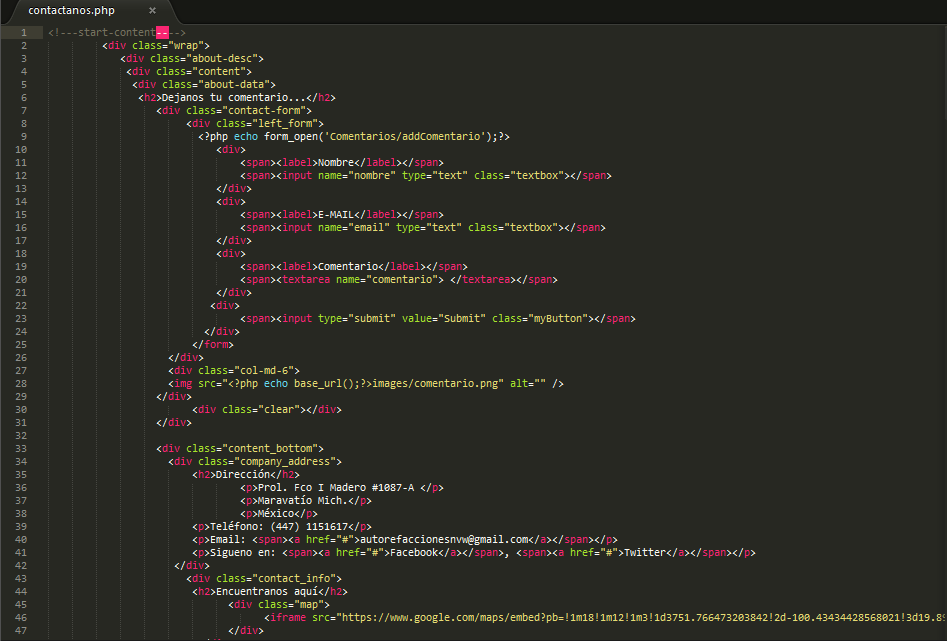 contactanos.php ×
1 <!---start-content---->
2 <div class="wrap">
3 <div class="about-desc">
4 <div class="content">
5 <div class="about-data">
6 <h2>Dejanos tu comentario...</h2>
7 <div class="contact-form">
8 <div class="left_form">
9 <?php echo form_open('Comentarios/addComentario');?>
10 <div>
11 <span><label>Nombre</label></span>
12 <span><input name="nombre" type="text" class="textbox"></span>
13 </div>
14 <div>
15 <span><label>E-MAIL</label></span>
16 <span><input name="email" type="text" class="textbox"></span>
17 </div>
18 <div>
19 <span><label>Comentario</label></span>
20 <span><textarea name="comentario"> </textarea></span>
21 </div>
22 <div>
23 <span><input type="submit" value="Submit" class="myButton"></span>
24 </div>
25 </form>
26 </div>
27 <div class="col-md-6">
28 <img src="<?php echo base_url();?>images/comentario.png" alt="" />
29 </div>
30 <div class="clear"></div>
31 </div>
32
33 <div class="content_bottom">
34 <div class="company_address">
35 <h2>Dirección</h2>
36 <p>Prol. Fco I Madero #1087-A </p>
37 <p>Maravatío Mich.</p>
38 <p>México</p>
39 <p>Teléfono: (447) 1151617</p>
40 <p>Email: <span><a href="#">autorefaccionesnvw@gmail.com</a></span></p>
41 <p>Sigueno en: <span><a href="#">Facebook</a></span>, <span><a href="#">Twitter</a></span></p>
42 </div>
43 <div class="contact_info">
44 <h2>Encuentranos aquí</h2>
45 <div class="map">
46 <iframe src="https://www.google.com/maps/embed?pb=!1m18!1m12!1m3!1d3751.766473203842!2d-100.43434428568021!3d19.8
47 </div>